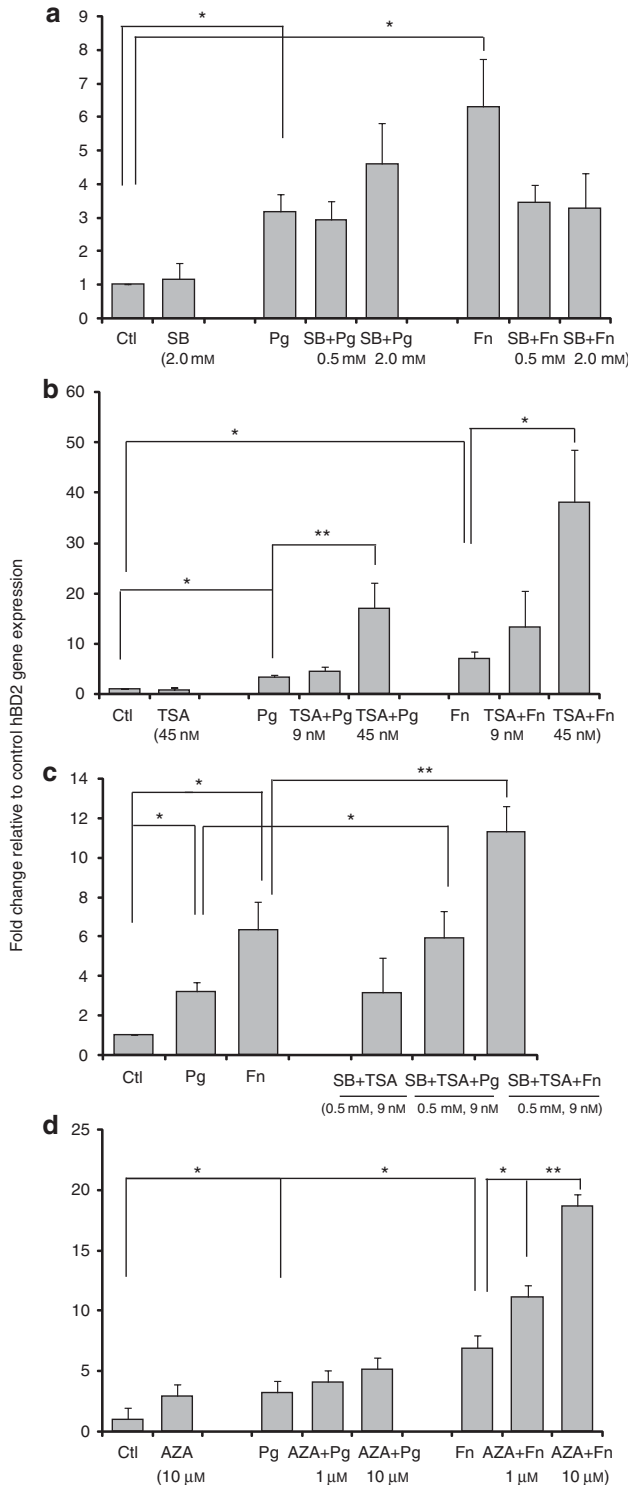 Fold change relative to control hBD2 gene expression
a
9
8
7
6
5
4
3
2
1
0
*
*
Ctl SB Pg SB+Pg SB+Pg Fn SB+Fn SB+Fn
(2.0 mM 0.5 mM 2.0 mM 0.5 mM 2.0 mM)
b
60
50
40
30
20
10
0
*
*
**
*
Ctl TSA Pg TSA+Pg TSA+Pg Fn TSA+Fn TSA+Fn
(45 nM 9 nM 45 nM 9 nM 45 nM)
c
14
12
10
8
6
4
2
0
**
*
*
*
Ctl Pg Fn SB+TSA SB+TSA+Pg SB+TSA+Fn
(0.5 mM, 9 nM 0.5 mM, 9 nM 0.5 mM, 9 nM)
d
25
20
15
10
5
0
* * * **
Ctl AZA Pg AZA+Pg AZA+Pg Fn AZA+Fn AZA+Fn
(10 μM 1 μM 10 μM 1 μM 10 μM)